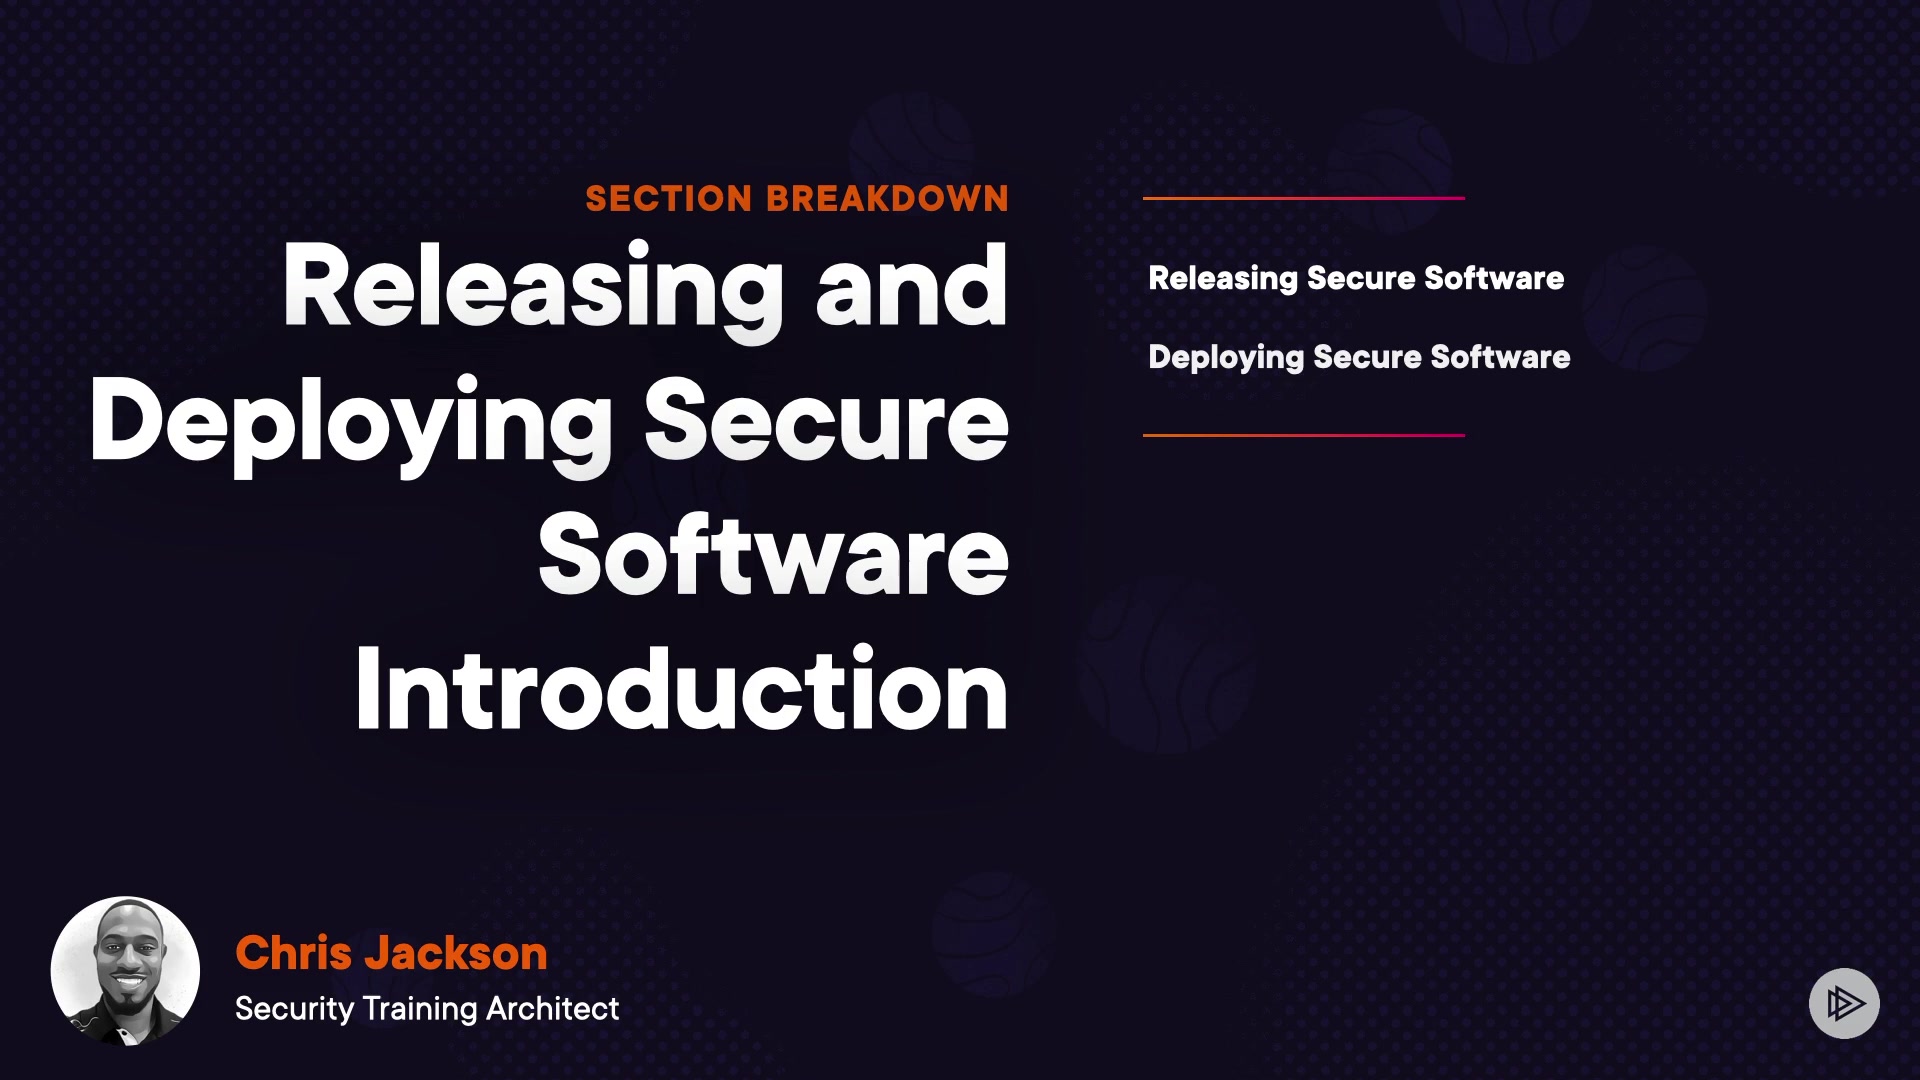 SECTION BREAKDOWN
Releasing and
Deploying Secure
Software
Introduction
Releasing Secure Software
Deploying Secure Software
Chris Jackson
Security Training Architect